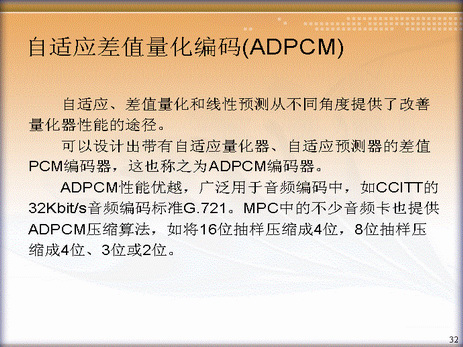 自适应差值量化编码(ADPCM)
自适应、差值量化和线性预测从不同角度提供了改善
量化器性能的途径。
可以设计出带有自适应量化器、自适应预测器的差值
PCM编码器，这也称之为ADPCM编码器。
ADPCM性能优越，广泛用于音频编码中，如CCITT的
32Kbit/s音频编码标准G.721。MPC中的不少音频卡也提供
ADPCM压缩算法，如将16位抽样压缩成4位，8位抽样压
缩成4位、3位或2位。
32